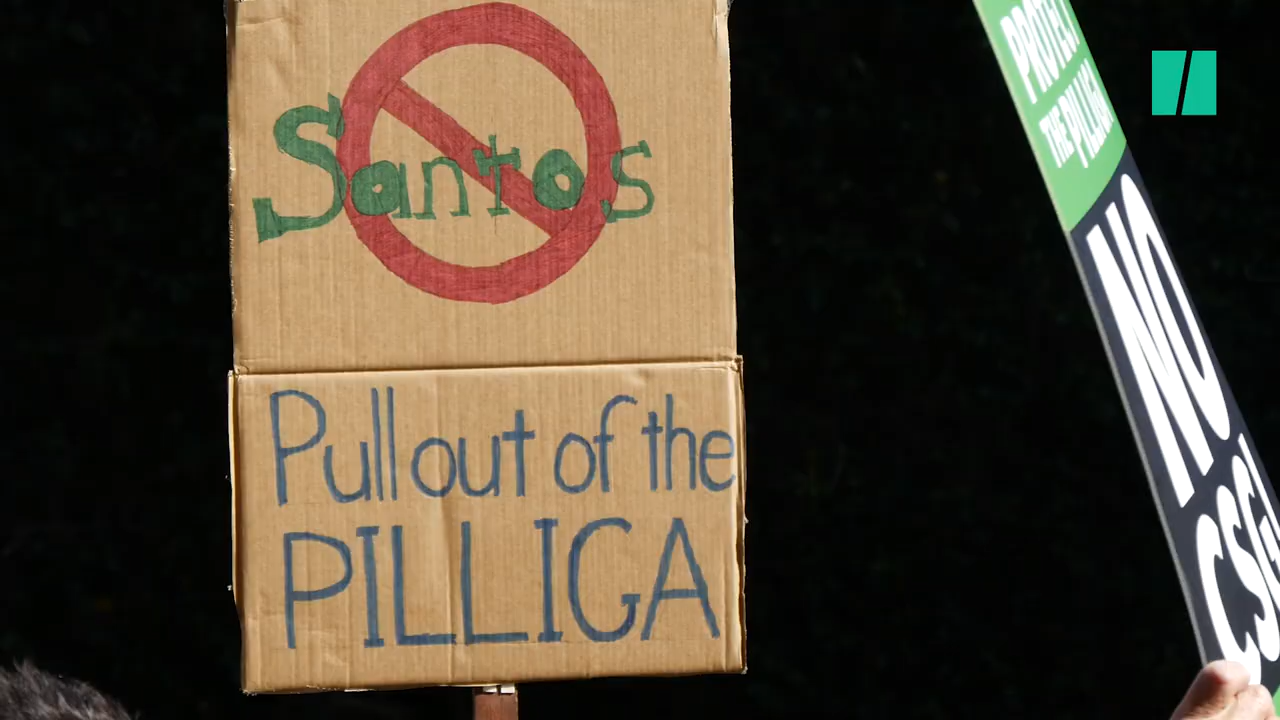 Santos
Pull out of the
PILLIGA
PROTECT
THE PILLIGA
NO
CSG!